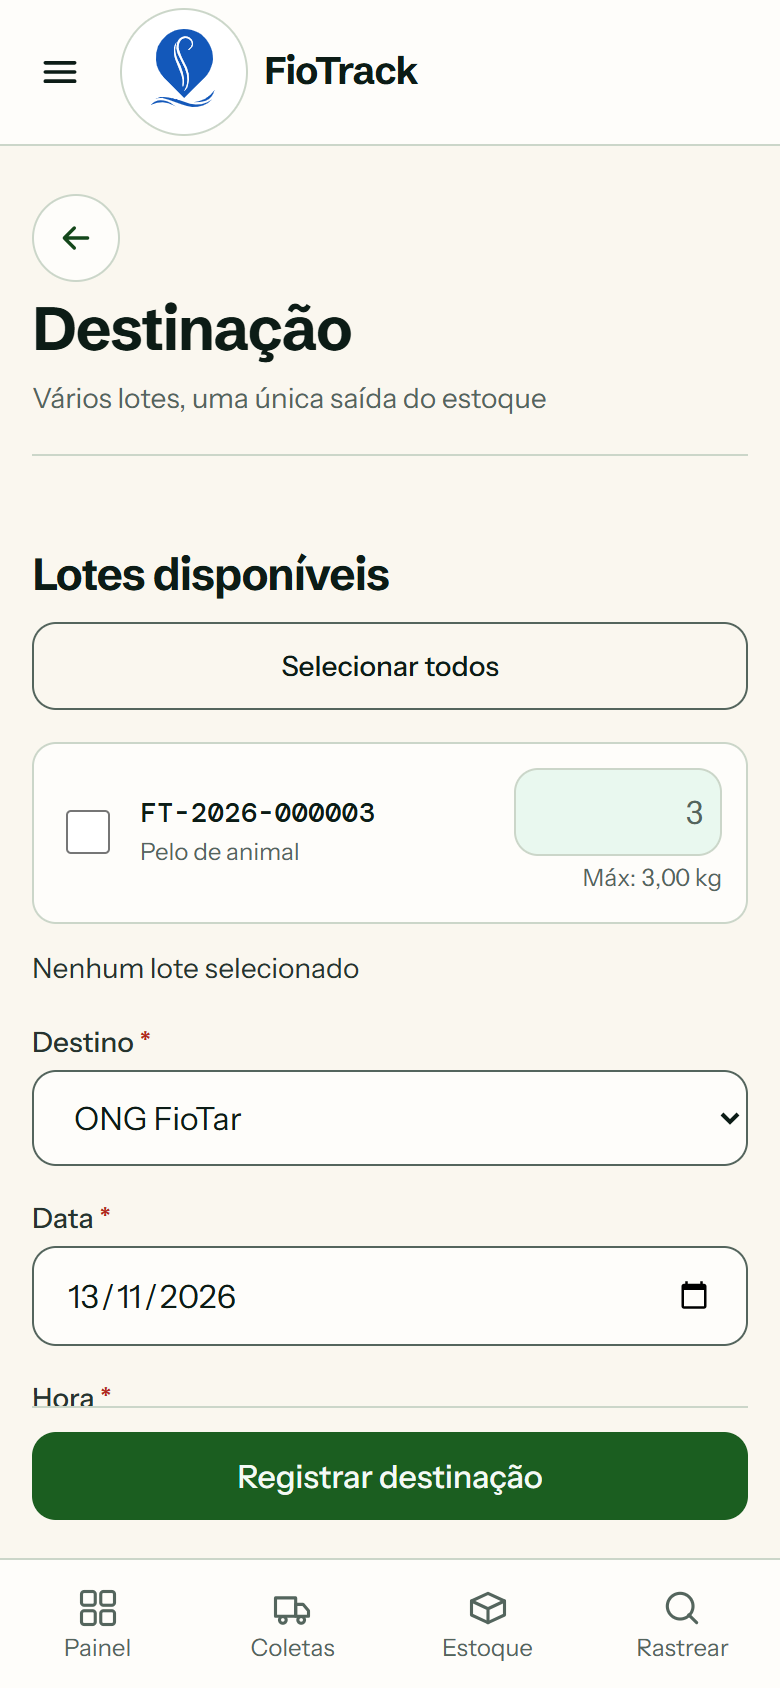 FioTrack
Destinação
Vários lotes, uma única saída do estoque
Lotes disponíveis
Selecionar todos
FT-2026-000003
Pelo de animal
3
Máx: 3,00 kg
Nenhum lote selecionado
Destino *
ONG FioTar
Data *
13/11/2026
Hora *
Registrar destinação
Painel
Coletas
Estoque
Rastrear